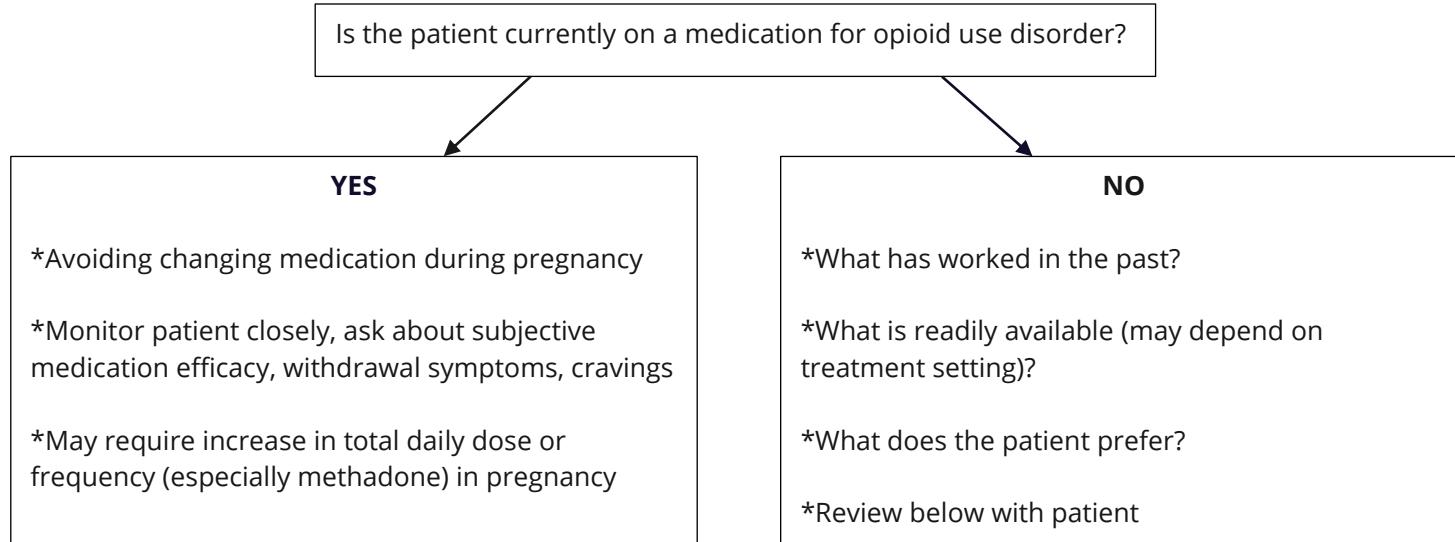 Is the patient currently on a medication for opioid use disorder?
YES
*Avoiding changing medication during pregnancy
*Monitor patient closely, ask about subjective
medication efficacy, withdrawal symptoms, cravings
*May require increase in total daily dose or
frequency (especially methadone) in pregnancy
NO
*What has worked in the past?
*What is readily available (may depend on
treatment setting)?
*What does the patient prefer?
*Review below with patient